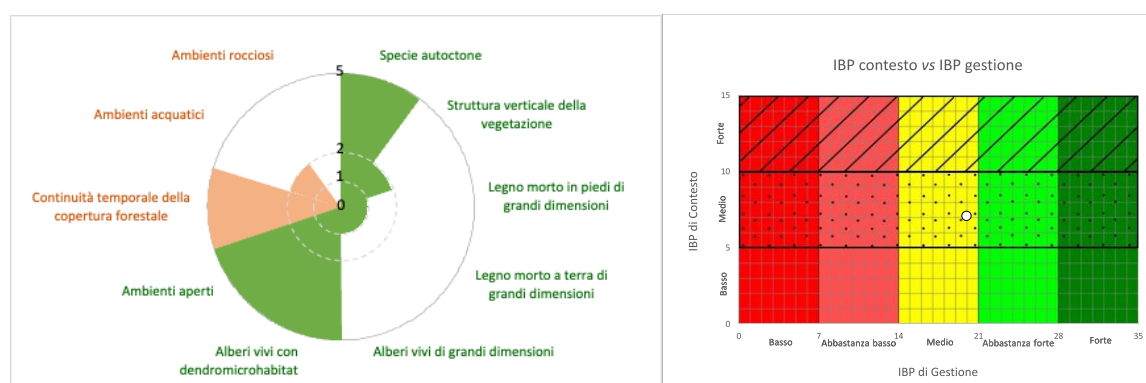 Ambienti rocciosi
Specie autoctone
5
Ambienti acquatici
Struttura verticale della
vegetazione
2
1
0
Continuità temporale della
copertura forestale
Legno morto in piedi di
grandi dimensioni
Ambienti aperti
Legno morto a terra di
grandi dimensioni
Alberi vivi con
dendromicrohabitat
Alberi vivi di grandi dimensioni
IBP contesto vs IBP gestione
IBP di Contesto
Forte
Medio
Basso
15
10
5
0
0 7 14 21 28 35
Basso Abbastanza basso Medio Abbastanza forte Forte
IBP di Gestione